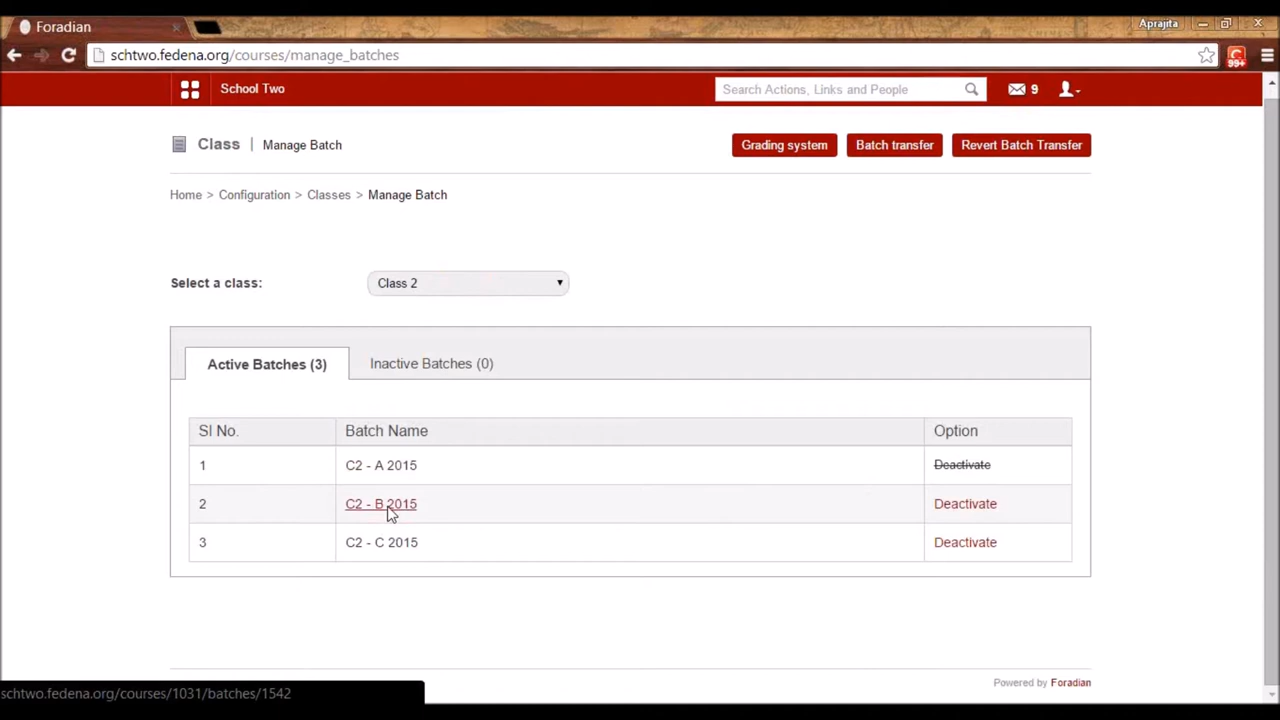 Foradian
Aprajita
schtwo.fedena.org/courses/manage_batches
99+
School Two
Search Actions, Links and People
9
Class | Manage Batch
Grading system
Batch transfer
Revert Batch Transfer
Home > Configuration > Classes > Manage Batch
Select a class:
Class 2
Active Batches (3)
Inactive Batches (0)
Sl No. Batch Name Option
1 C2 - A 2015 Deactivate
2 C2 - B 2015 Deactivate
3 C2 - C 2015 Deactivate
Powered by Foradian
schtwo.fedena.org/courses/1031/batches/1542